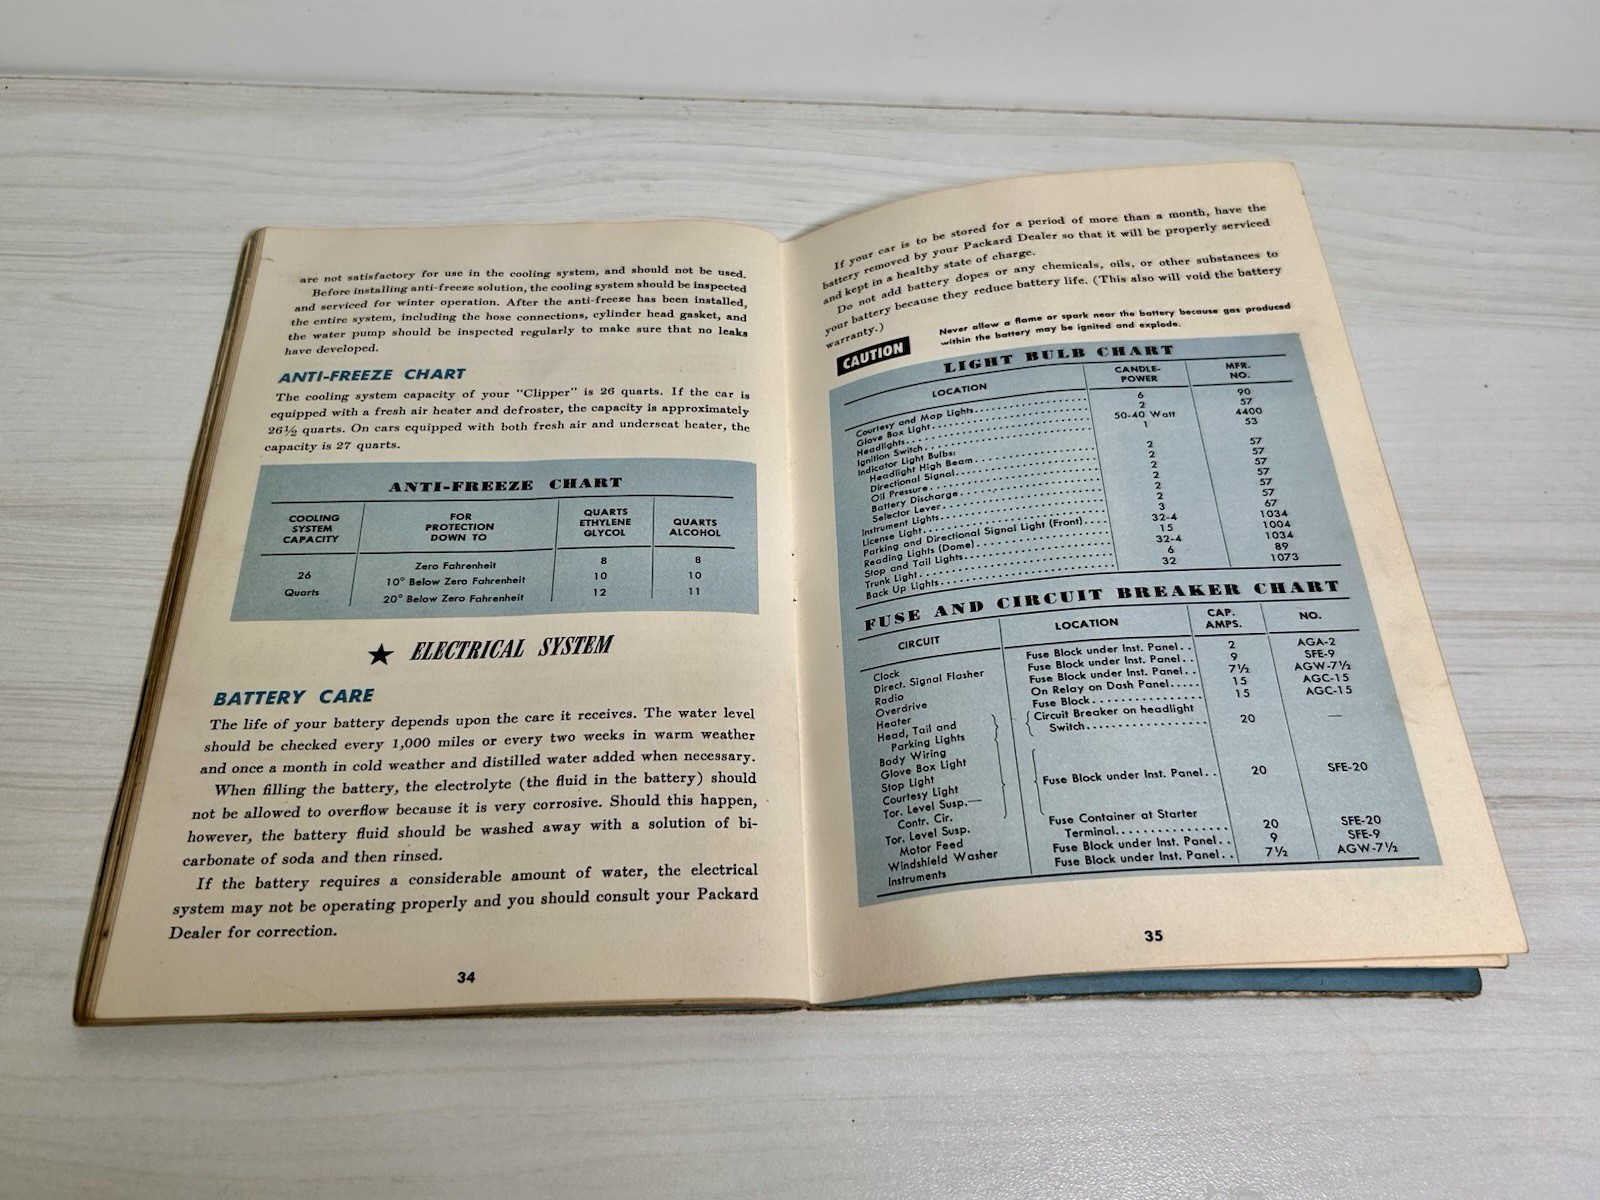 are not satisfactory for use in the cooling system, and should not be used.
Before installing anti-freeze solution, the cooling system should be inspected
and serviced for winter operation. After the anti-freeze has been installed,
the entire system, including the hose connections, cylinder head gasket, and
the water pump should be inspected regularly to make sure that no leaks
have developed.
ANTI-FREEZE CHART
The cooling system capacity of your "Clipper" is 26 quarts. If the car is
equipped with a fresh air heater and defroster, the capacity is approximately
26½ quarts. On cars equipped with both fresh air and underseat heater, the
capacity is 27 quarts.
ANTI-FREEZE CHART
COOLING SYSTEM CAPACITY FOR PROTECTION DOWN TO QUARTS ETHYLENE GLYCOL QUARTS ALCOHOL
26 Quarts
Zero Fahrenheit 8 8
10° Below Zero Fahrenheit 10 10
20° Below Zero Fahrenheit 12 11
★ ELECTRICAL SYSTEM
BATTERY CARE
The life of your battery depends upon the care it receives. The water level
should be checked every 1,000 miles or every two weeks in warm weather
and once a month in cold weather and distilled water added when necessary.
When filling the battery, the electrolyte (the fluid in the battery) should
not be allowed to overflow because it is very corrosive. Should this happen,
however, the battery fluid should be washed away with a solution of bi-
carbonate of soda and then rinsed.
If the battery requires a considerable amount of water, the electrical
system may not be operating properly and you should consult your Packard
Dealer for correction.
34
If your car is to be stored for a period of more than a month, have the
battery removed by your Packard Dealer so that it will be properly serviced
and kept in a healthy state of charge.
Do not add battery dopes or any chemicals, oils, or other substances to
your battery because they reduce battery life. (This also will void the battery
warranty.)
CAUTION
Never allow a flame or spark near the battery because gas produced
within the battery may be ignited and explode.
LIGHT BULB CHART
LOCATION CANDLE-POWER MFR. NO.
Courtesy and Map Lights 6 90
Glove Box Light 2 57
Headlights 50-40 Watt 4400
Ignition Switch 1 53
Indicator Light Bulbs:
Headlight High Beam 2 57
Directional Signal 2 57
Oil Pressure 2 57
Battery Discharge 2 57
Selector Lever 2 57
Instrument Lights 2 57
License Light 3 67
Parking and Directional Signal Light (Front) 32-4 1034
Reading Lights (Dome) 15 1004
Stop and Tail Lights 32-4 1034
Trunk Light 6 89
Back Up Lights 32 1073
FUSE AND CIRCUIT BREAKER CHART
CIRCUIT LOCATION CAP. AMPS. NO.
Clock Fuse Block under Inst. Panel.. 2 AGA-2
Direct. Signal Flasher Fuse Block under Inst. Panel.. 9 SFE-9
Radio Fuse Block under Inst. Panel.. 7½ AGW-7½
Overdrive On Relay on Dash Panel..... 15 AGC-15
Heater Fuse Block 15 AGC-15
Head, Tail and
Parking Lights
Circuit Breaker on headlight
Switch 20 —
Body Wiring
Glove Box Light
Stop Light
Courtesy Light
Tor. Level Susp.—
Contr. Cir.
Fuse Block under Inst. Panel.. 20 SFE-20
Tor. Level Susp.
Motor Feed
Fuse Container at Starter
Terminal 20 SFE-20
Windshield Washer Fuse Block under Inst. Panel.. 9 SFE-9
Instruments Fuse Block under Inst. Panel.. 7½ AGW-7½
35